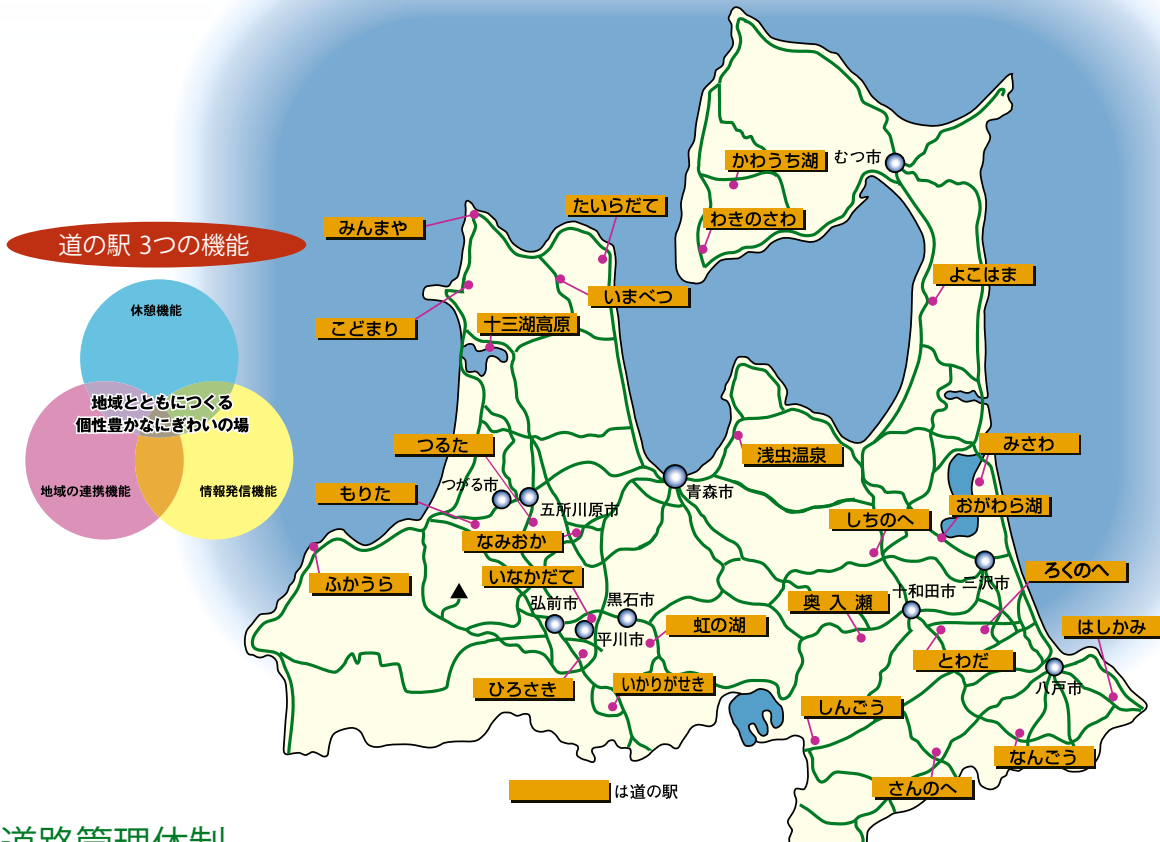 かわうち湖
むつ市
たいらだて
わきのさわ
みんまや
道の駅 3つの機能
よこはま
いまべつ
休憩機能
こどまり
十三湖高原
地域とともにつくる
個性豊かなにぎわいの場
つるた
みさわ
浅虫温泉
つがる市
地域の連携機能
情報発信機能
もりた
青森市
おがわら湖
五所川原市
しちのへ
なみおか
ふかうら
いなかだて
ろくのへ
三沢市
十和田市
弘前市
黒石市
奥入瀬
虹の湖
はしかみ
平川市
とわだ
ひろさき
いかりがせき
八戸市
しんごう
なんごう
さんのへ
は道の駅
道路管理体制